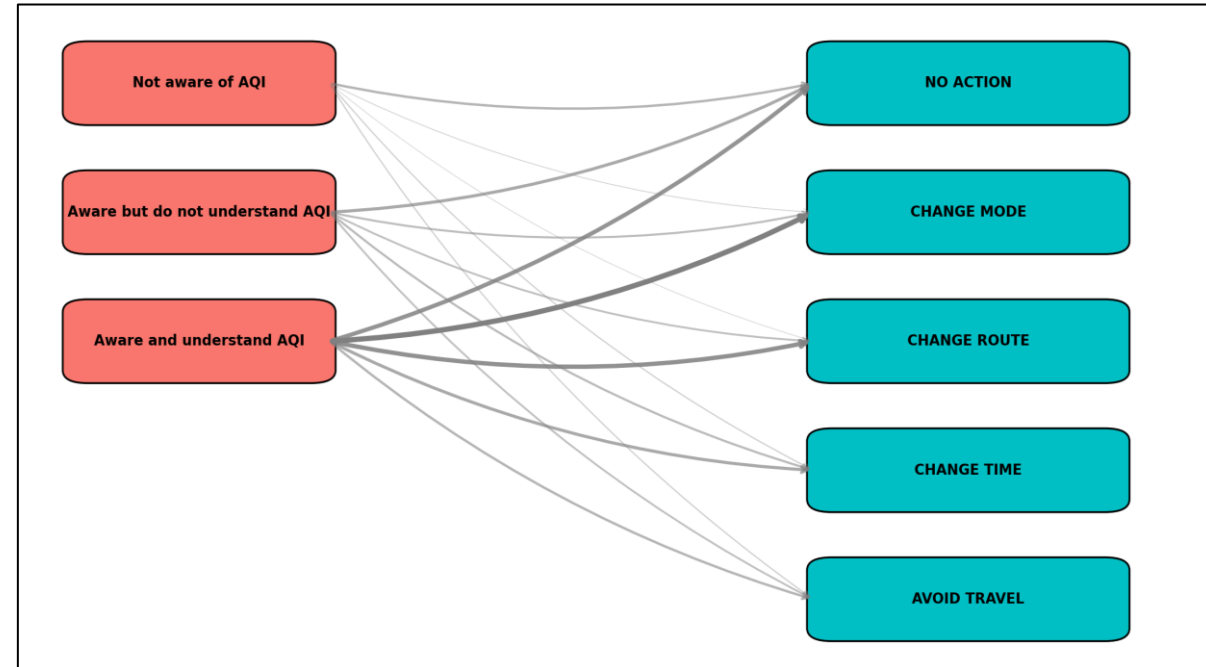 Not aware of AQI
NO ACTION
Aware but do not understand AQI
CHANGE MODE
Aware and understand AQI
CHANGE ROUTE
CHANGE TIME
AVOID TRAVEL